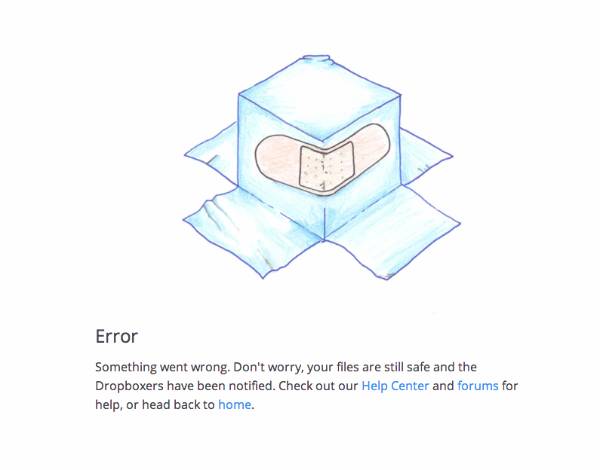 Error
Something went wrong. Don't worry, your files are still safe and the
Dropboxers have been notified. Check out our Help Center and forums for
help, or head back to home.